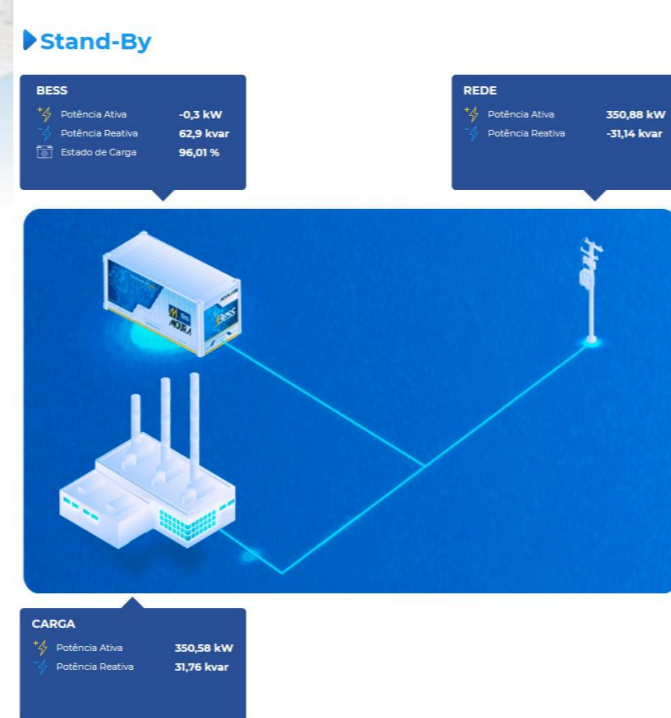 Stand-By
BESS
Potência Ativa -0,3 kW
Potência Reativa 62,9 kvar
Estado de Carga 96,01 %
REDE
Potência Ativa 350,88 kW
Potência Reativa -31,14 kvar
MOURA
Bess
CARGA
Potência Ativa 350,58 kW
Potência Reativa 31,76 kvar